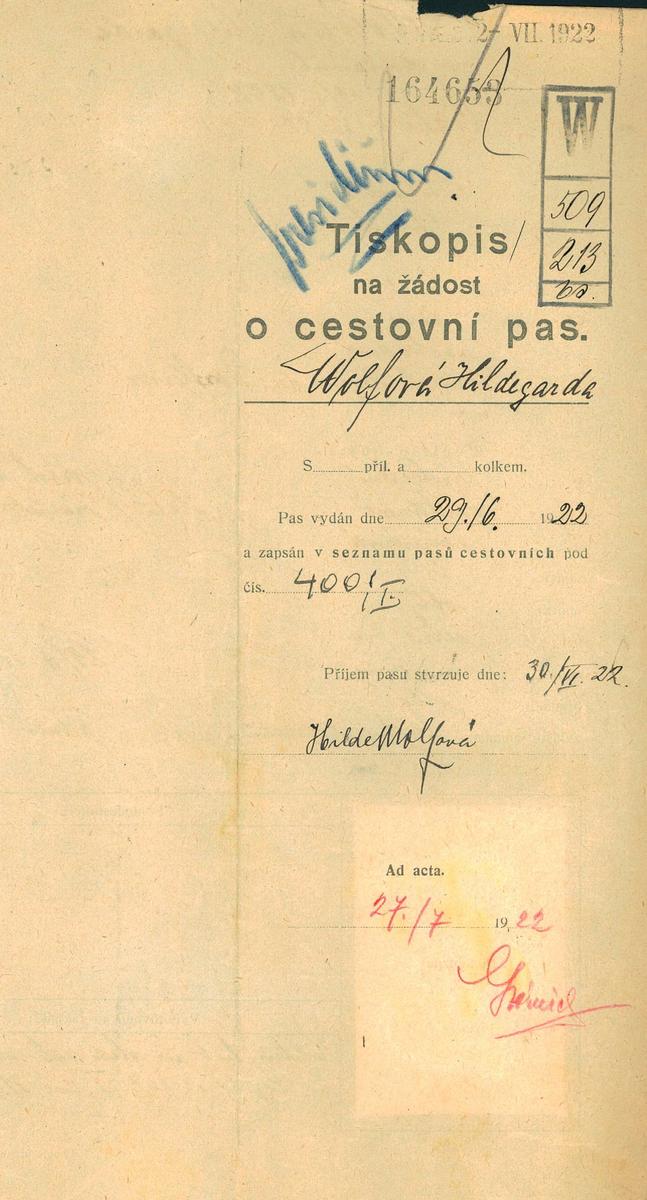 2- VII. 1922
164653
W
509
213
presidium
Tiskopis
na žádost
o cestovní pas.
Wolfová Hildegarda
S příl. a kolkem.
Pas vydán dne 29./6. 1922
a zapsán v seznamu pasů cestovních pod
čís. 400/I.
Příjem pasu stvrzuje dne: 30./VI. 22.
Hilde Wolfová
Ad acta.
27./7 1922